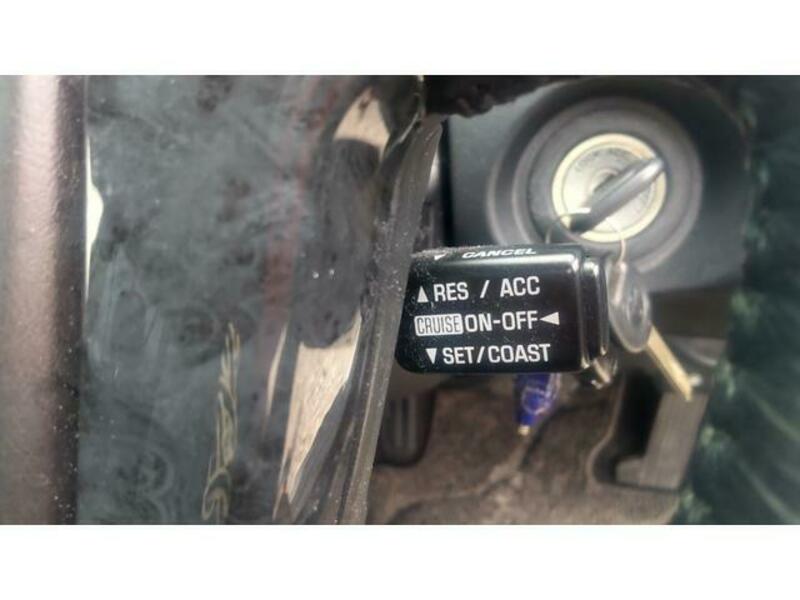 ▼ CANCEL
▲ RES / ACC
CRUISE ON-OFF ◀
▼ SET/COAST